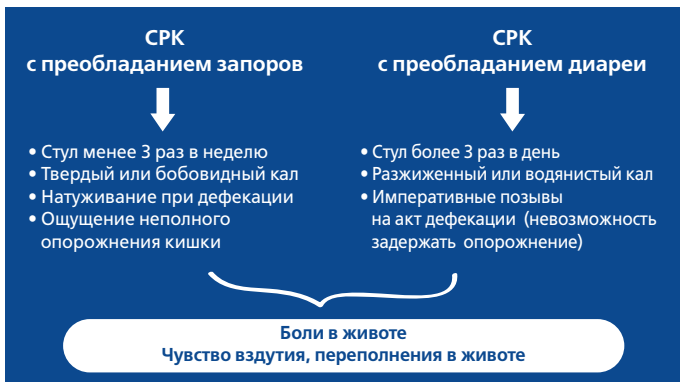 СРК
с преобладанием запоров
• Стул менее 3 раз в неделю
• Твердый или бобовидный кал
• Натуживание при дефекации
• Ощущение неполного
опорожнения кишки
СРК
с преобладанием диареи
• Стул более 3 раз в день
• Разжиженный или водянистый кал
• Императивные позывы
на акт дефекации (невозможность
задержать опорожнение)
Боли в животе
Чувство вздутия, переполнения в животе